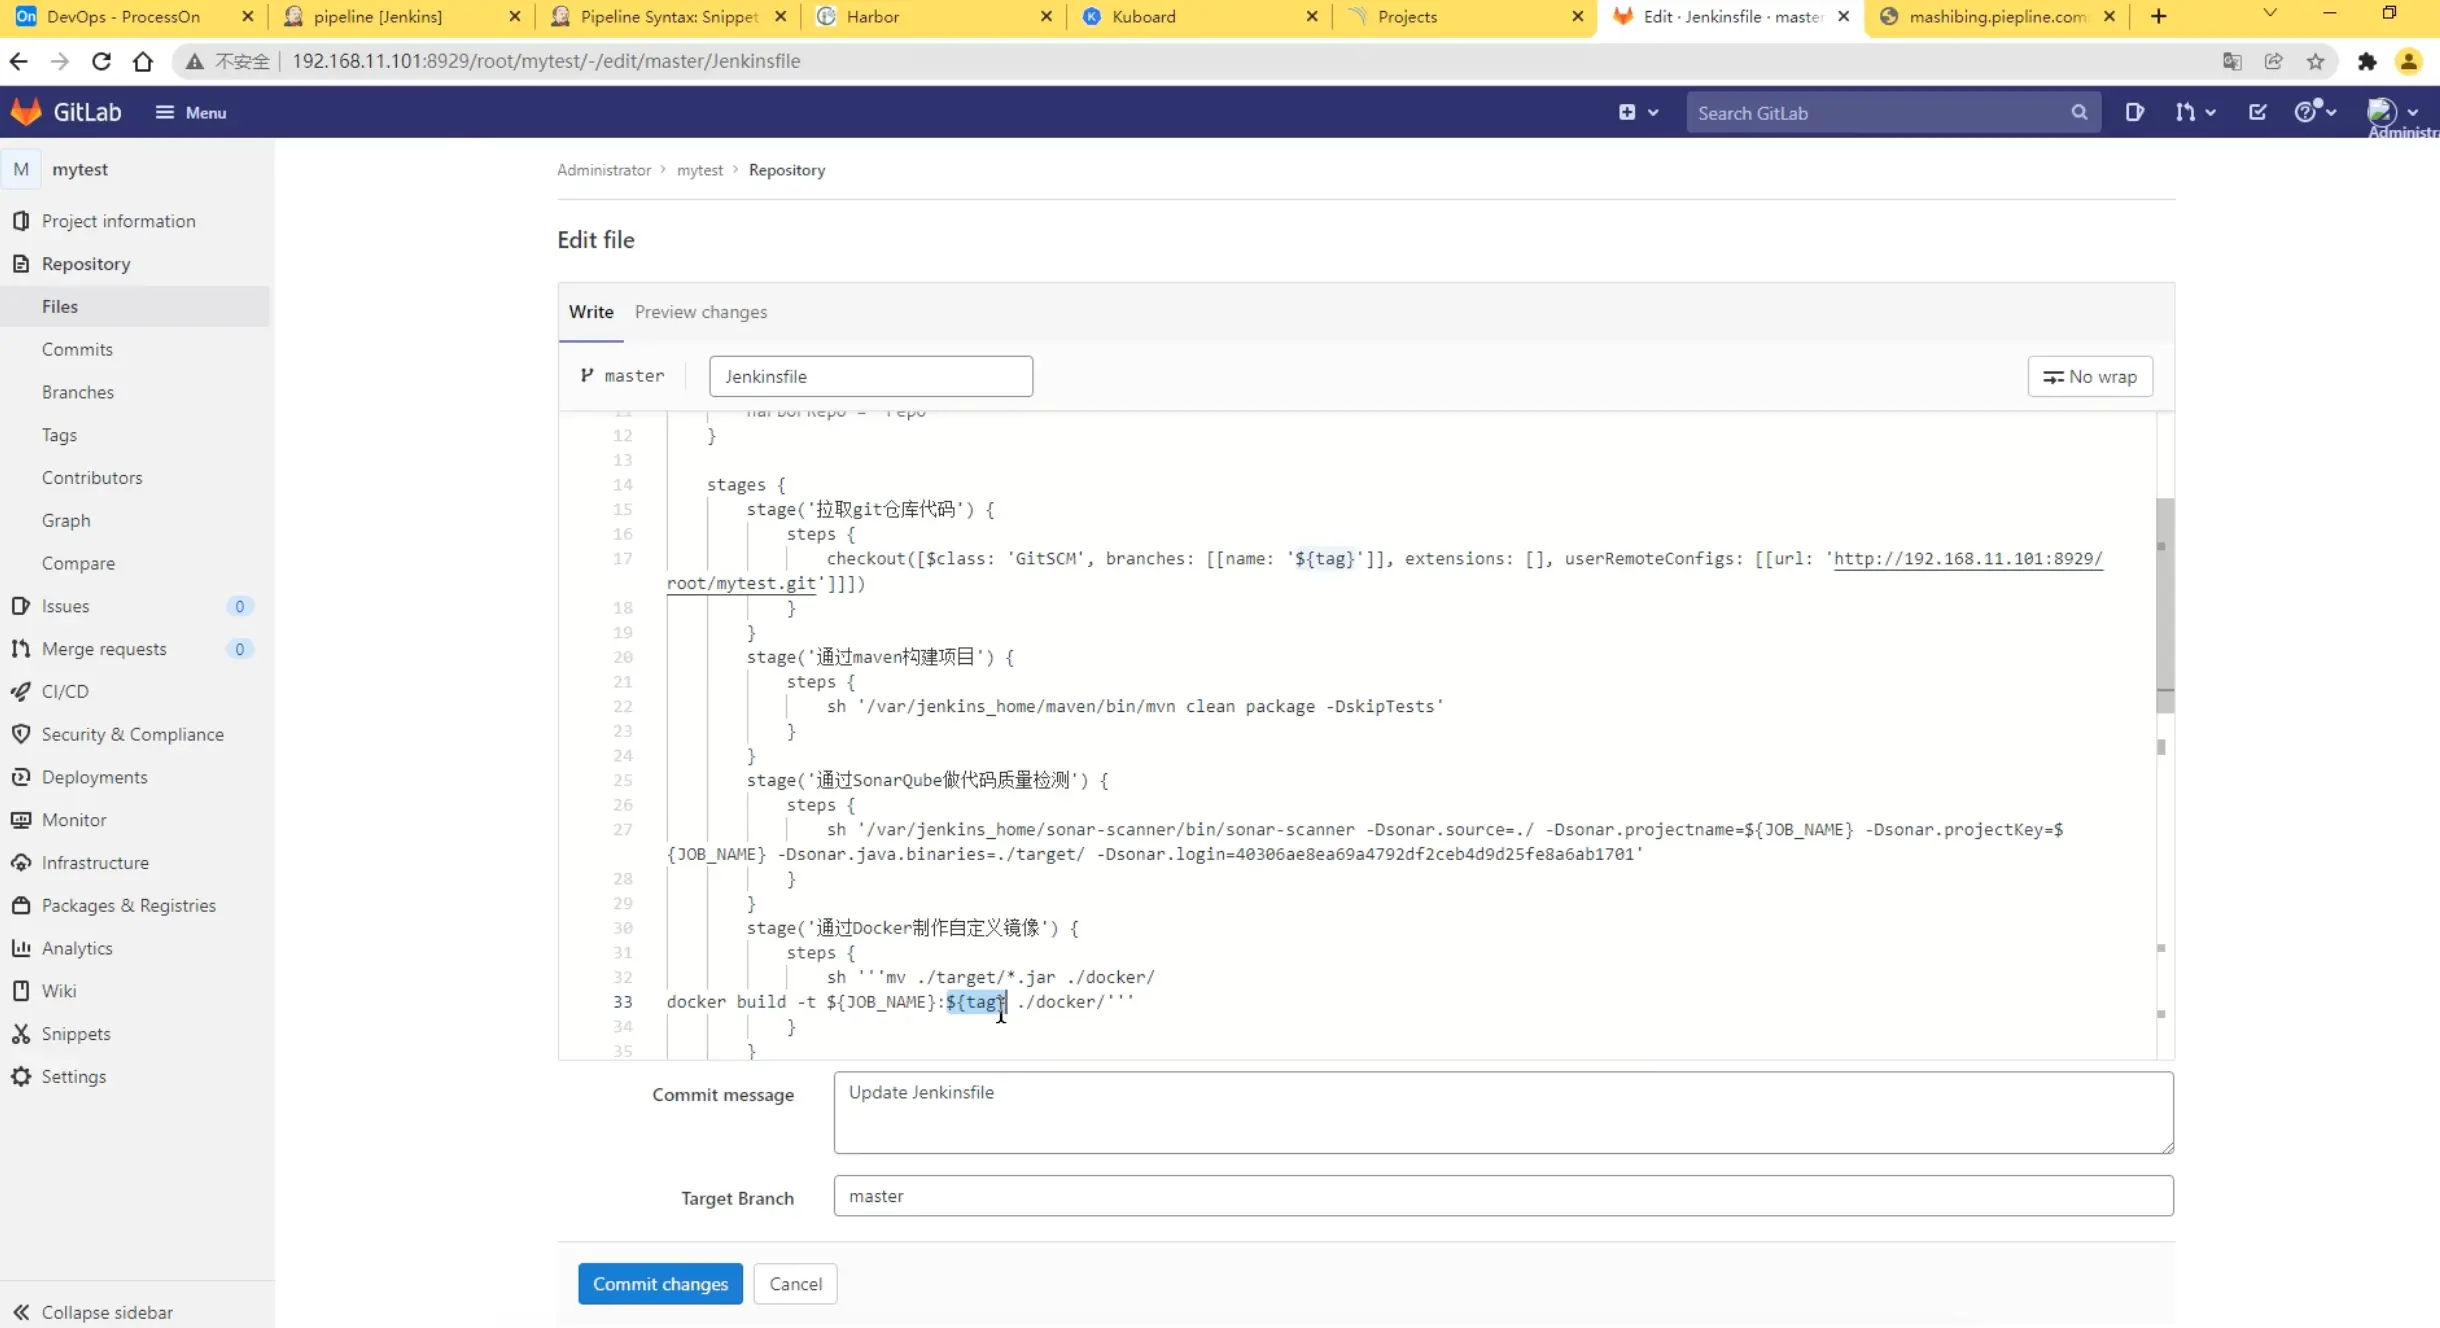 DevOps - ProcessOn
pipeline [Jenkins]
Pipeline Syntax: Snippet
Harbor
Kuboard
Projects
Edit · Jenkinsfile · master
mashibing.piepline.com
不安全
192.168.11.101:8929/root/mytest/-/edit/master/Jenkinsfile
GitLab
Menu
Search GitLab
Administr
M mytest
Project information
Repository
Files
Commits
Branches
Tags
Contributors
Graph
Compare
Issues 0
Merge requests 0
CI/CD
Security & Compliance
Deployments
Monitor
Infrastructure
Packages & Registries
Analytics
Wiki
Snippets
Settings
Collapse sidebar
Administrator > mytest > Repository
Edit file
Write Preview changes
master Jenkinsfile No wrap
11 harborRepo = 'repo'
12 }
13
14 stages {
15 stage('拉取git仓库代码') {
16 steps {
17 checkout([$class: 'GitSCM', branches: [[name: '${tag}']], extensions: [], userRemoteConfigs: [[url: 'http://192.168.11.101:8929/
root/mytest.git']]])
18 }
19 }
20 stage('通过maven构建项目') {
21 steps {
22 sh '/var/jenkins_home/maven/bin/mvn clean package -DskipTests'
23 }
24 }
25 stage('通过SonarQube做代码质量检测') {
26 steps {
27 sh '/var/jenkins_home/sonar-scanner/bin/sonar-scanner -Dsonar.source=./ -Dsonar.projectname=${JOB_NAME} -Dsonar.projectKey=$
{JOB_NAME} -Dsonar.java.binaries=./target/ -Dsonar.login=40306ae8ea69a4792df2ceb4d9d25fe8a6ab1701'
28 }
29 }
30 stage('通过Docker制作自定义镜像') {
31 steps {
32 sh '''mv ./target/*.jar ./docker/
33 docker build -t ${JOB_NAME}:${tag} ./docker/'''
34 }
35 }
Commit message
Update Jenkinsfile
Target Branch
master
Commit changes Cancel